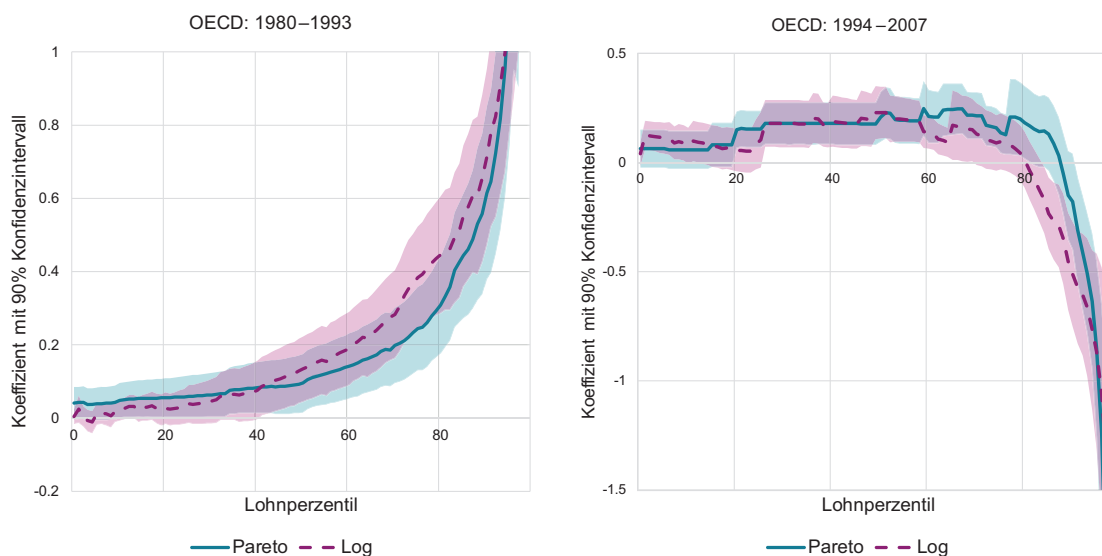 OECD: 1980–1993
Koeffizient mit 90% Konfidenzintervall
1
0.8
0.6
0.4
0.2
0
-0.2
0 20 40 60 80
Lohnperzentil
Pareto Log
OECD: 1994–2007
Koeffizient mit 90% Konfidenzintervall
0.5
0
-0.5
-1
-1.5
0 20 40 60 80
Lohnperzentil
Pareto Log